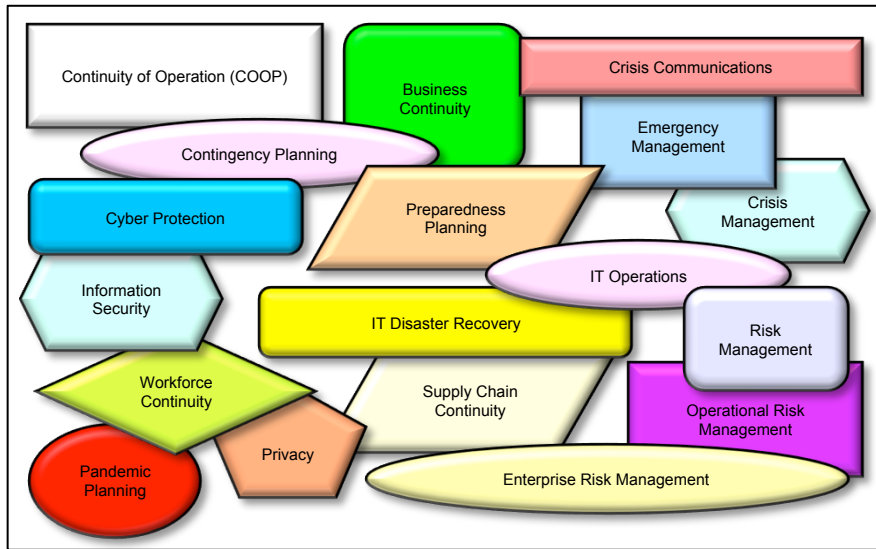 Continuity of Operation (COOP)
Business
Continuity
Crisis Communications
Contingency Planning
Emergency
Management
Cyber Protection
Preparedness
Planning
Crisis
Management
Information
Security
IT Operations
IT Disaster Recovery
Risk
Management
Workforce
Continuity
Supply Chain
Continuity
Operational Risk
Management
Pandemic
Planning
Privacy
Enterprise Risk Management